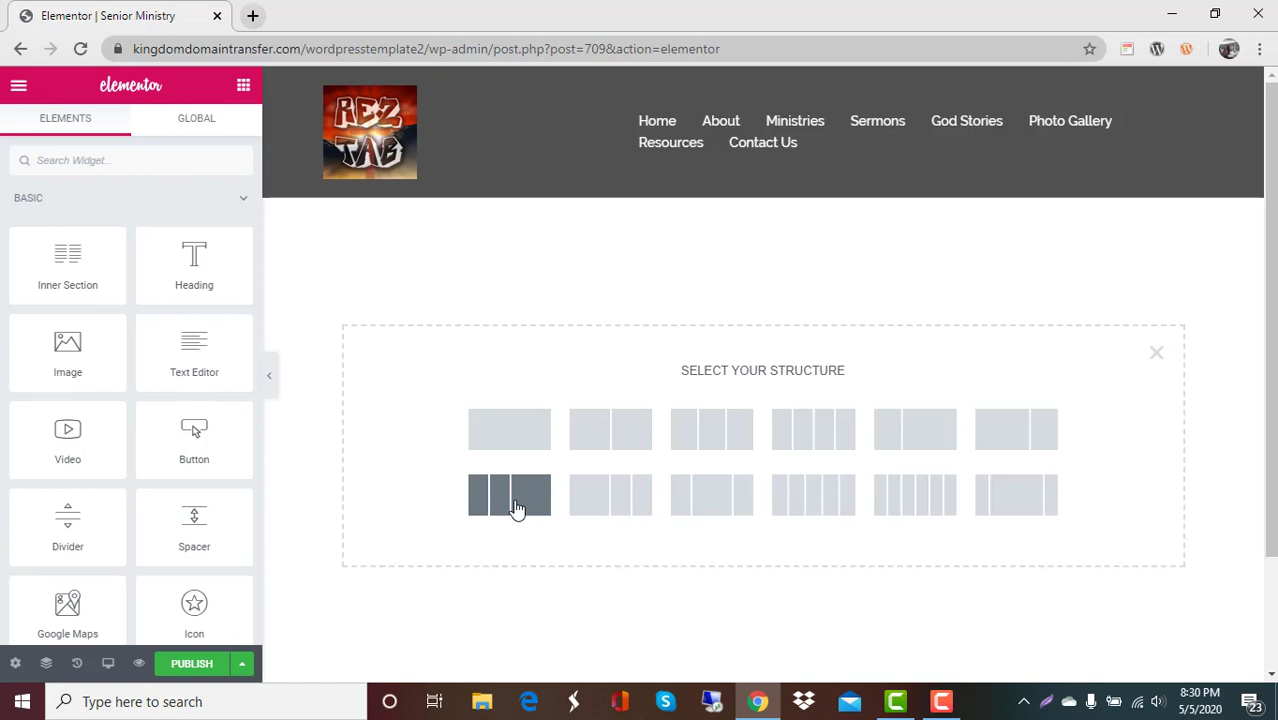 Elementor | Senior Ministry
kingdomdomaintransfer.com/wordpresstemplate2/wp-admin/post.php?post=709&action=elementor
elementor
ELEMENTS
GLOBAL
Search Widget...
BASIC
Inner Section
Heading
Image
Text Editor
Video
Button
Divider
Spacer
Google Maps
Icon
PUBLISH
REZ
TAB
Home About Ministries Sermons God Stories Photo Gallery
Resources Contact Us
SELECT YOUR STRUCTURE
Type here to search
8:30 PM
5/5/2020
23